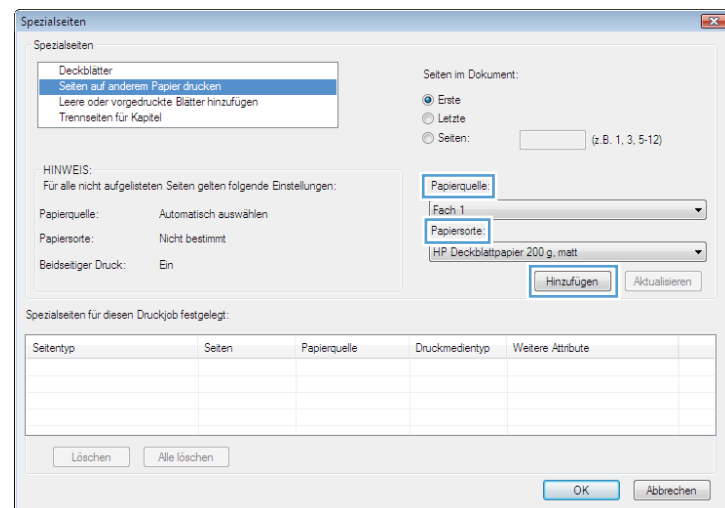 Spezialseiten
Spezialseiten
Deckblätter
Seiten auf anderem Papier drucken
Leere oder vorgedruckte Blätter hinzufügen
Trennseiten für Kapitel
Seiten im Dokument:
Erste
Letzte
Seiten: (z.B. 1, 3, 5-12)
HINWEIS:
Für alle nicht aufgelisteten Seiten gelten folgende Einstellungen:
Papierquelle: Automatisch auswählen
Papiersorte: Nicht bestimmt
Beidseitiger Druck: Ein
Papierquelle:
Fach 1
Papiersorte:
HP Deckblattpapier 200 g, matt
Hinzufügen Aktualisieren
Spezialseiten für diesen Druckjob festgelegt:
Seitentyp Seiten Papierquelle Druckmedientyp Weitere Attribute
Löschen Alle löschen
OK Abbrechen